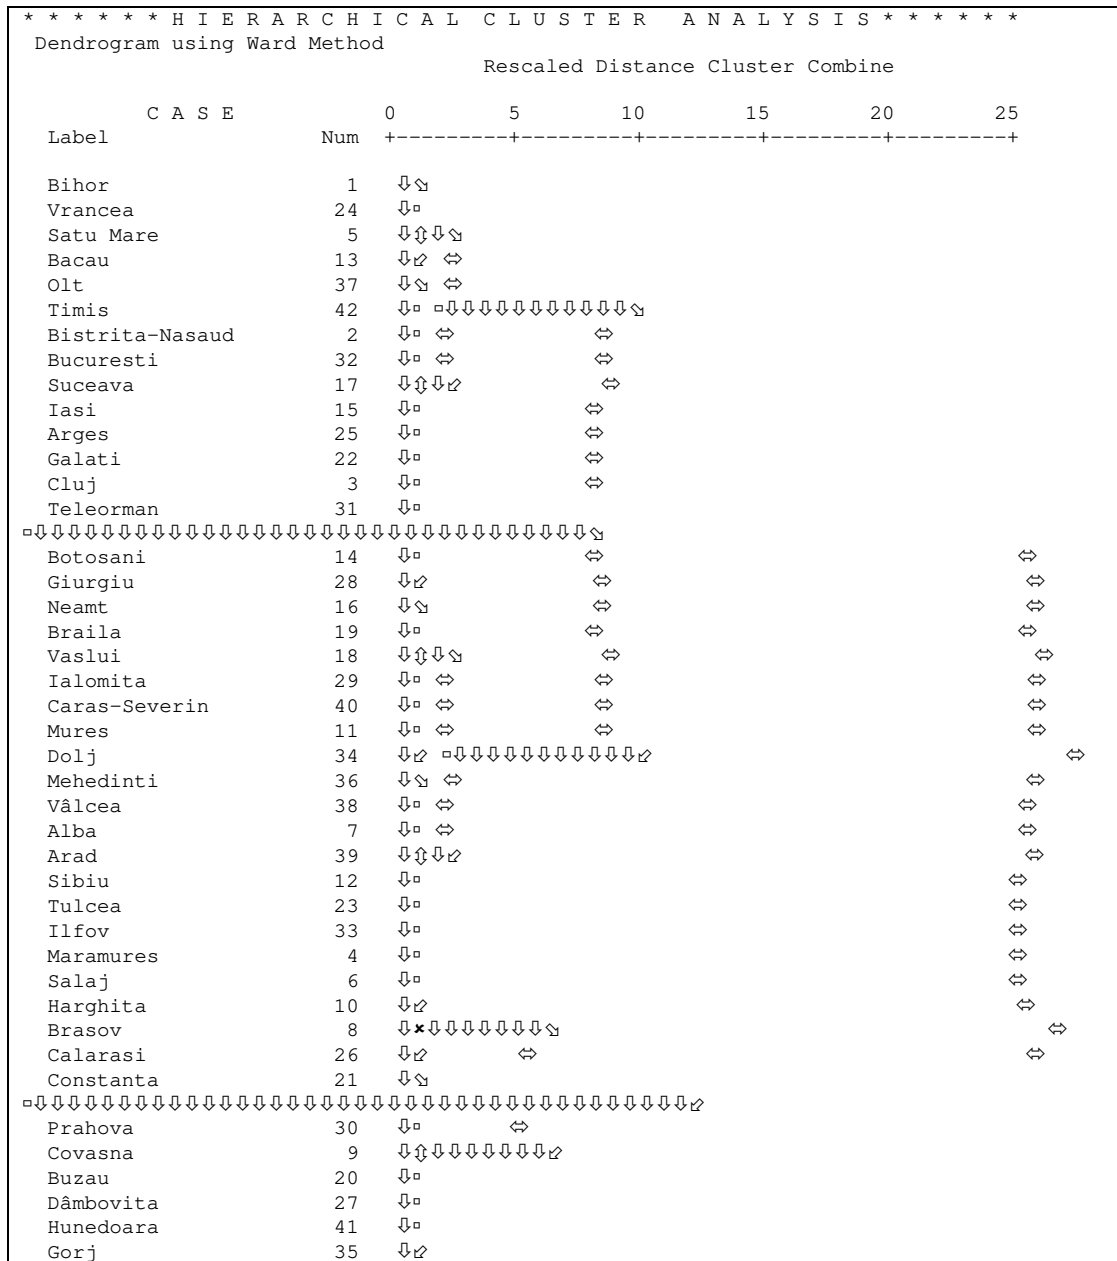 * * * * * * H I E R A R C H I C A L   C L U S T E R   A N A L Y S I S * * * * * *
Dendrogram using Ward Method
Rescaled Distance Cluster Combine
C A S E 0 5 10 15 20 25
Label Num +---------+---------+---------+---------+---------+
Bihor 1 ⇩⬂
Vrancea 24 ⇩▫
Satu Mare 5 ⇩⇳⇩⬂
Bacau 13 ⇩⬃ ⇔
Olt 37 ⇩⬂ ⇔
Timis 42 ⇩▫ ▫⇩⇩⇩⇩⇩⇩⇩⇩⇩⇩⇩⬂
Bistrita-Nasaud 2 ⇩▫ ⇔ ⇔
Bucuresti 32 ⇩▫ ⇔ ⇔
Suceava 17 ⇩⇳⇩⬃ ⇔
Iasi 15 ⇩▫ ⇔
Arges 25 ⇩▫ ⇔
Galati 22 ⇩▫ ⇔
Cluj 3 ⇩▫ ⇔
Teleorman 31 ⇩▫
▫⇩⇩⇩⇩⇩⇩⇩⇩⇩⇩⇩⇩⇩⇩⇩⇩⇩⇩⇩⇩⇩⇩⇩⇩⇩⇩⇩⇩⇩⇩⇩⇩⇩⬂
Botosani 14 ⇩▫ ⇔ ⇔
Giurgiu 28 ⇩⬃ ⇔ ⇔
Neamt 16 ⇩⬂ ⇔ ⇔
Braila 19 ⇩▫ ⇔ ⇔
Vaslui 18 ⇩⇳⇩⬂ ⇔ ⇔
Ialomita 29 ⇩▫ ⇔ ⇔ ⇔
Caras-Severin 40 ⇩▫ ⇔ ⇔ ⇔
Mures 11 ⇩▫ ⇔ ⇔ ⇔
Dolj 34 ⇩⬃ ▫⇩⇩⇩⇩⇩⇩⇩⇩⇩⇩⇩⬃ ⇔
Mehedinti 36 ⇩⬂ ⇔ ⇔
Vâlcea 38 ⇩▫ ⇔ ⇔
Alba 7 ⇩▫ ⇔ ⇔
Arad 39 ⇩⇳⇩⬃ ⇔
Sibiu 12 ⇩▫ ⇔
Tulcea 23 ⇩▫ ⇔
Ilfov 33 ⇩▫ ⇔
Maramures 4 ⇩▫ ⇔
Salaj 6 ⇩▫ ⇔
Harghita 10 ⇩⬃ ⇔
Brasov 8 ⇩×⇩⇩⇩⇩⇩⇩⇩⬂ ⇔
Calarasi 26 ⇩⬃ ⇔ ⇔
Constanta 21 ⇩⬂
▫⇩⇩⇩⇩⇩⇩⇩⇩⇩⇩⇩⇩⇩⇩⇩⇩⇩⇩⇩⇩⇩⇩⇩⇩⇩⇩⇩⇩⇩⇩⇩⇩⇩⇩⇩⇩⇩⇩⇩⬃
Prahova 30 ⇩▫ ⇔
Covasna 9 ⇩⇳⇩⇩⇩⇩⇩⇩⇩⬃
Buzau 20 ⇩▫
Dâmbovita 27 ⇩▫
Hunedoara 41 ⇩▫
Gorj 35 ⇩⬃